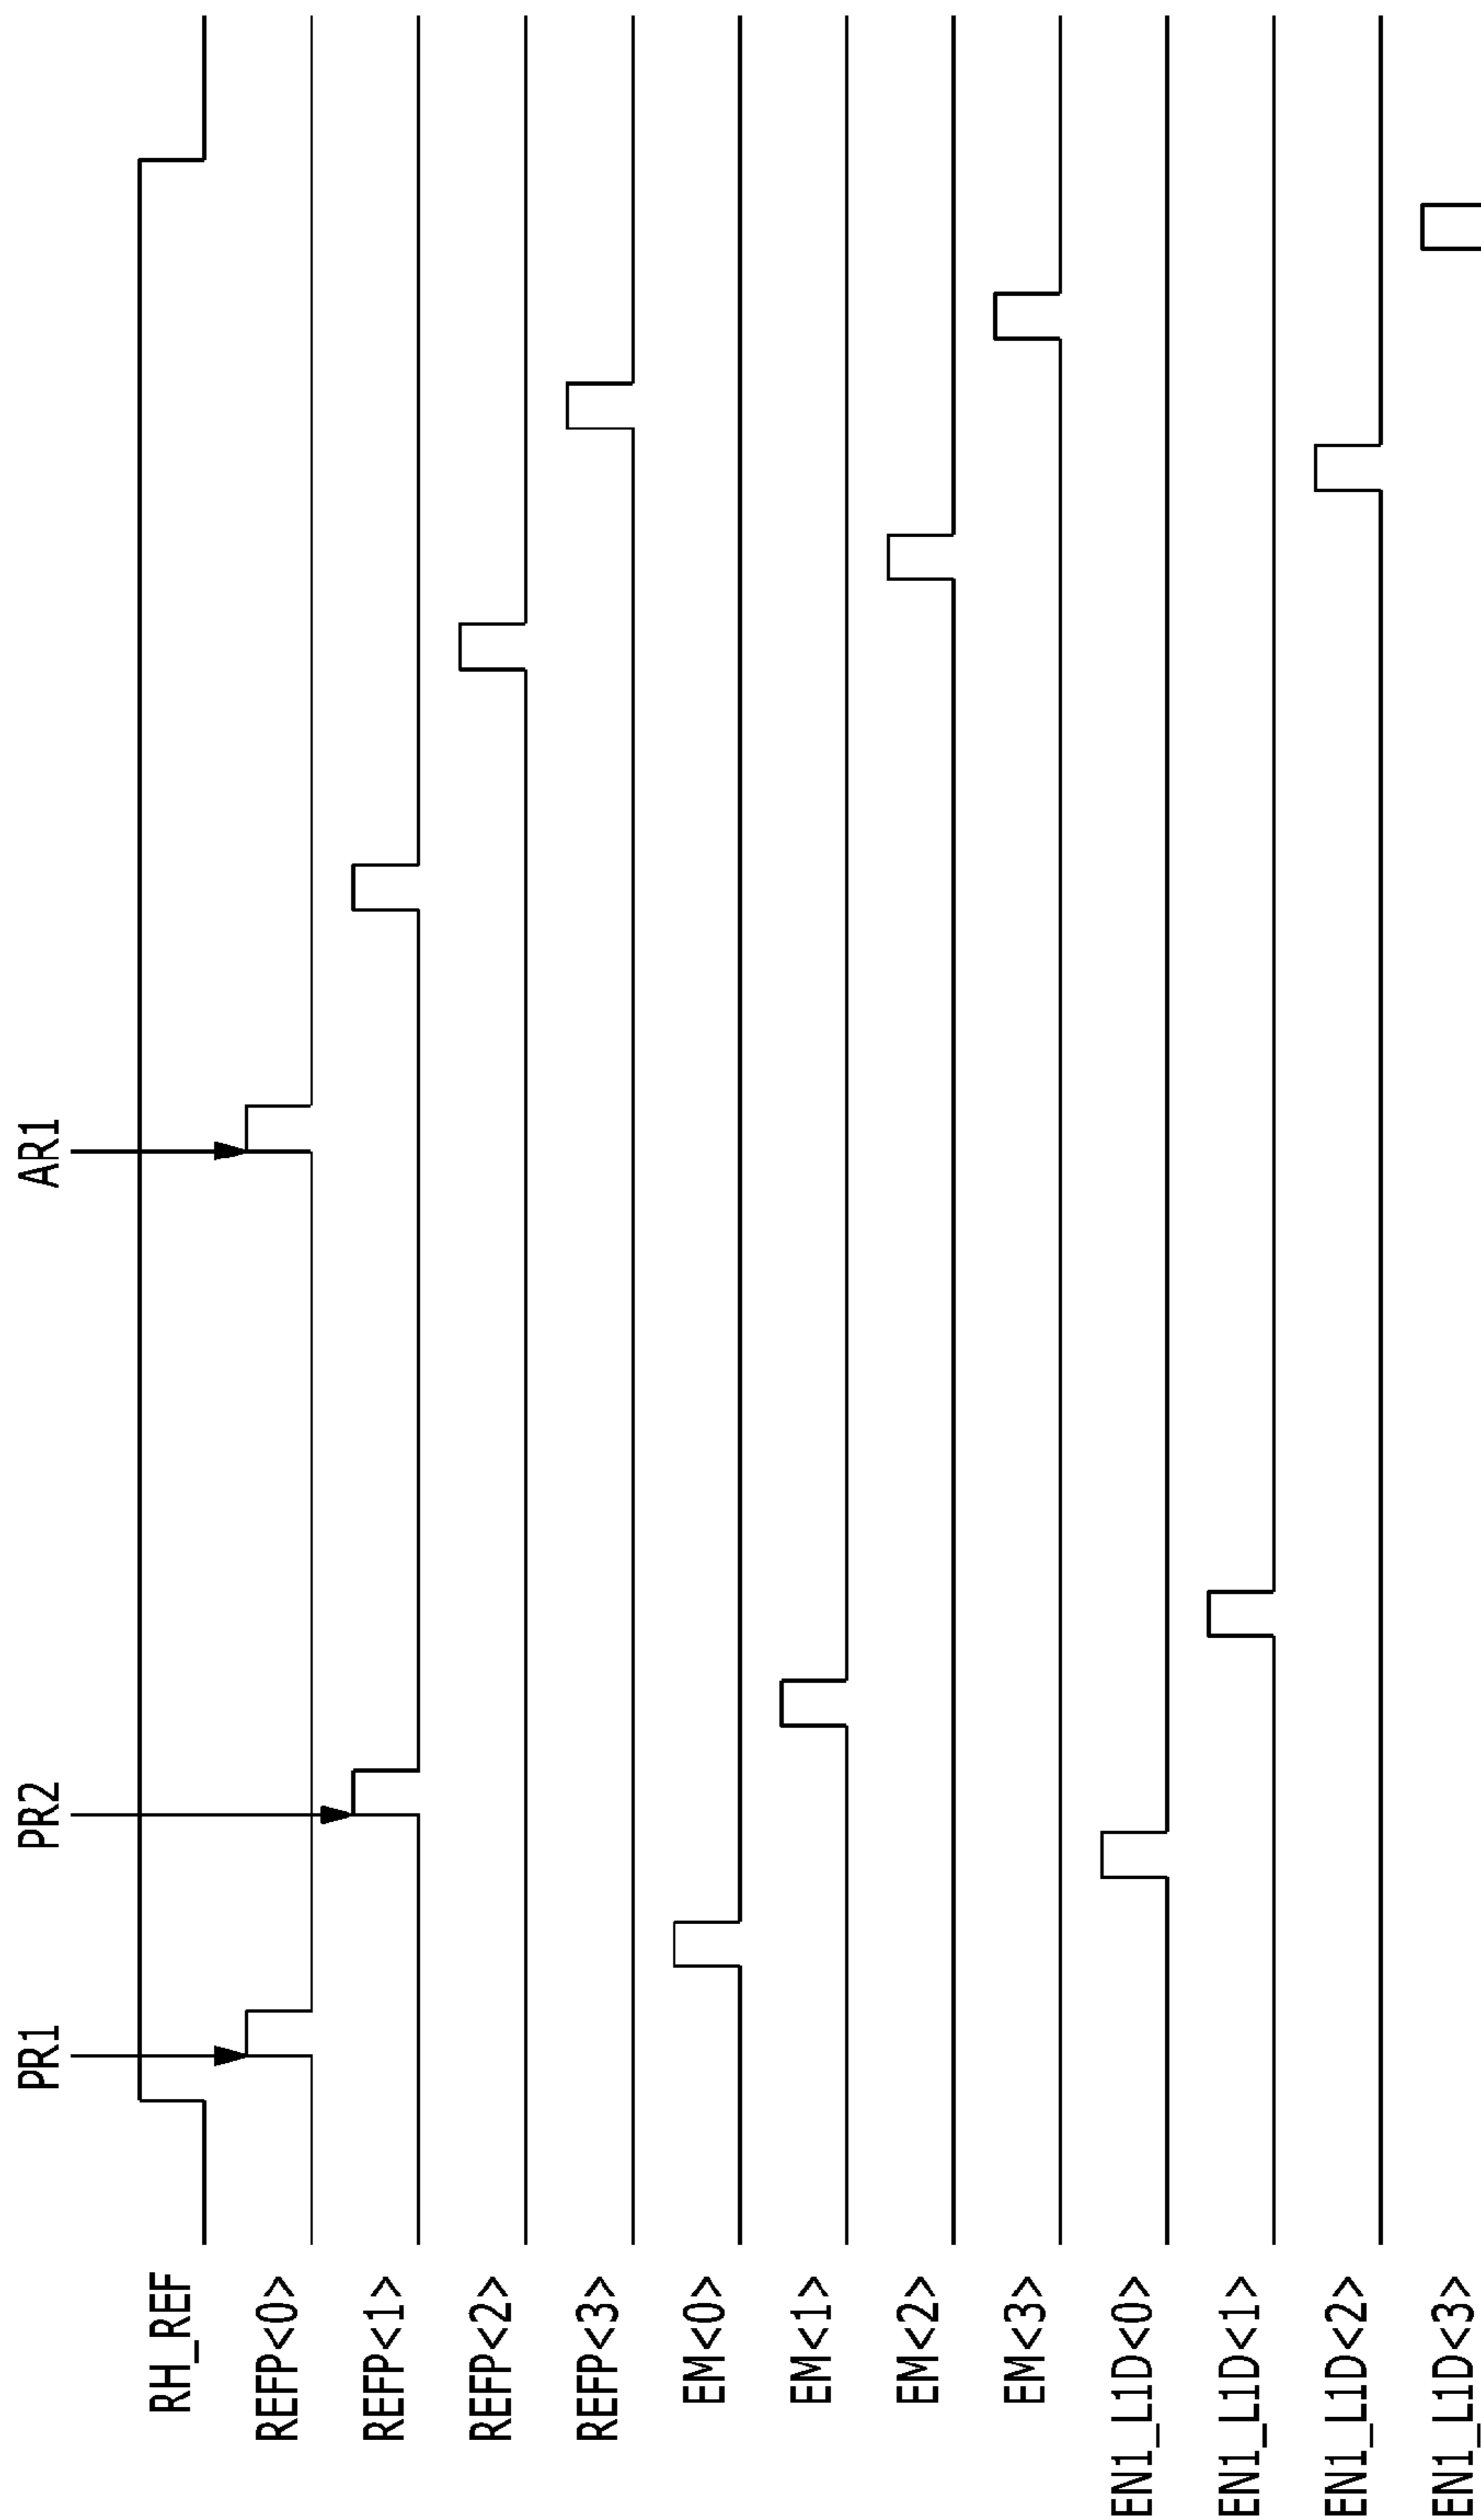 PR1
PR2
AR1
RH_REF
REFP<0>
REFP<1>
REFP<2>
REFP<3>
EM<0>
EM<1>
EM<2>
EM<3>
EN1_L1D<0>
EN1_L1D<1>
EN1_L1D<2>
EN1_L1D<3>